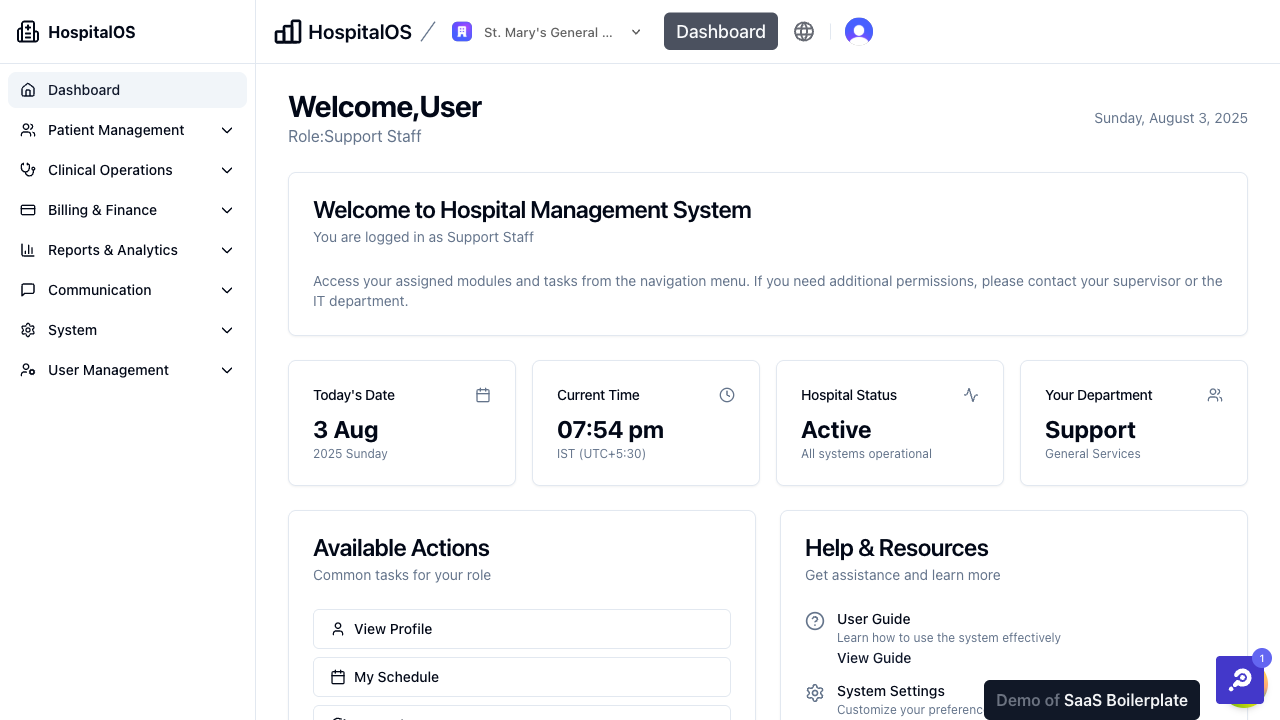 HospitalOS
Dashboard
Patient Management
Clinical Operations
Billing & Finance
Reports & Analytics
Communication
System
User Management
HospitalOS
St. Mary's General ...
Dashboard
Welcome,User
Role:Support Staff
Sunday, August 3, 2025
Welcome to Hospital Management System
You are logged in as Support Staff
Access your assigned modules and tasks from the navigation menu. If you need additional permissions, please contact your supervisor or the
IT department.
Today's Date
3 Aug
2025 Sunday
Current Time
07:54 pm
IST (UTC+5:30)
Hospital Status
Active
All systems operational
Your Department
Support
General Services
Available Actions
Common tasks for your role
View Profile
My Schedule
Help & Resources
Get assistance and learn more
User Guide
Learn how to use the system effectively
View Guide
System Settings
Customize your preferenc
Demo of SaaS Boilerplate
1